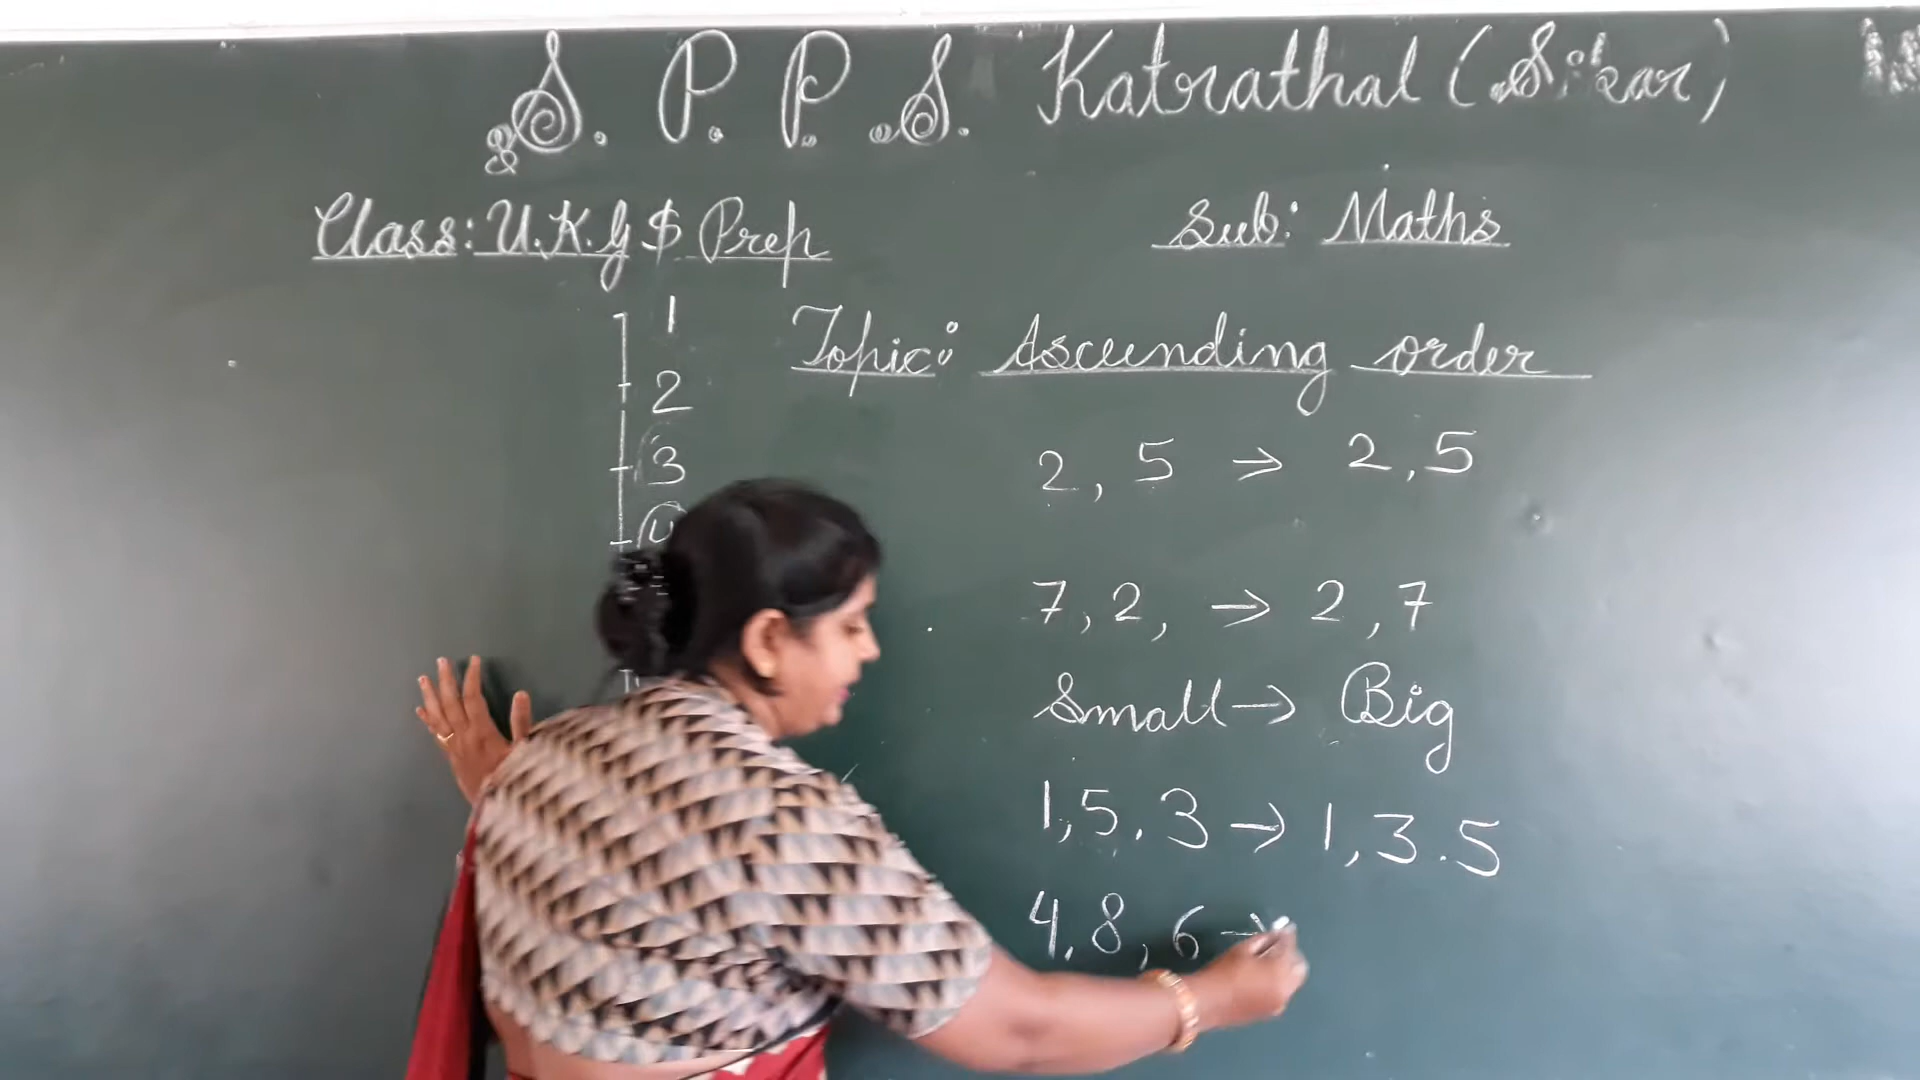 S. P. P. S. Katrathal (Sikar)
Class: U.K.G $ Prep
Sub: Maths
1
2
3
4
Topic: Ascending order
2, 5 → 2, 5
7, 2, → 2, 7
Small → Big
1, 5. 3 → 1, 3. 5
4, 8, 6 →